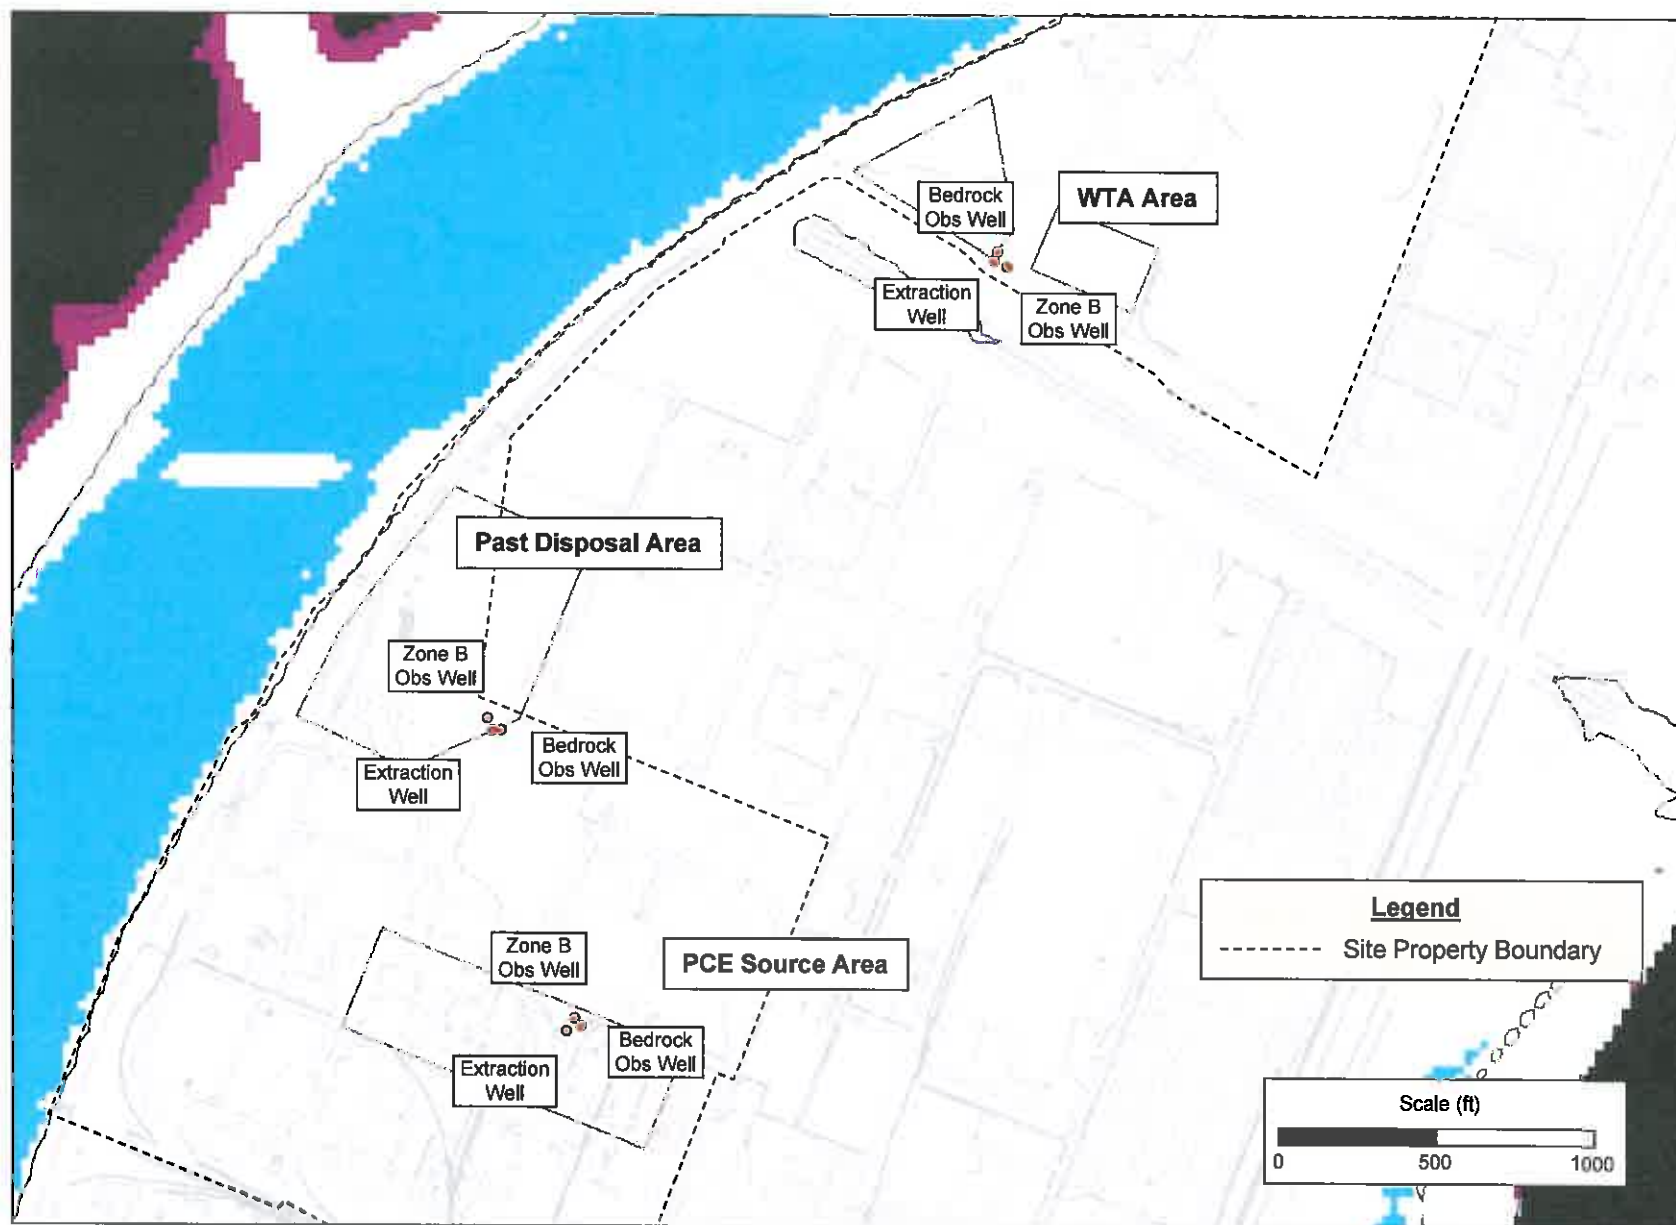 Bedrock
Obs Well
WTA Area
Extraction
Well
Zone B
Obs Well
Past Disposal Area
Zone B
Obs Well
Bedrock
Obs Well
Extraction
Well
Zone B
Obs Well
PCE Source Area
Bedrock
Obs Well
Extraction
Well
Legend
Site Property Boundary
Scale (ft)
0 500 1000